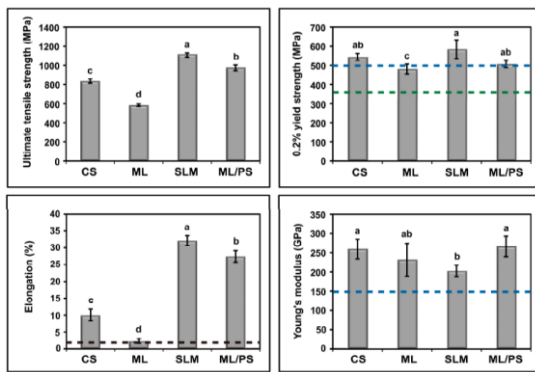 Ultimate tensile strength (MPa)
1400
1200
1000
800
600
400
200
0
c
d
a
b
CS ML SLM ML/PS
0.2% yield strength (MPa)
700
600
500
400
300
200
100
0
ab
c
a
ab
CS ML SLM ML/PS
Elongation (%)
40
35
30
25
20
15
10
5
0
c
d
a
b
CS ML SLM ML/PS
Young's modulus (GPa)
350
300
250
200
150
100
50
0
a
ab
b
a
CS ML SLM ML/PS